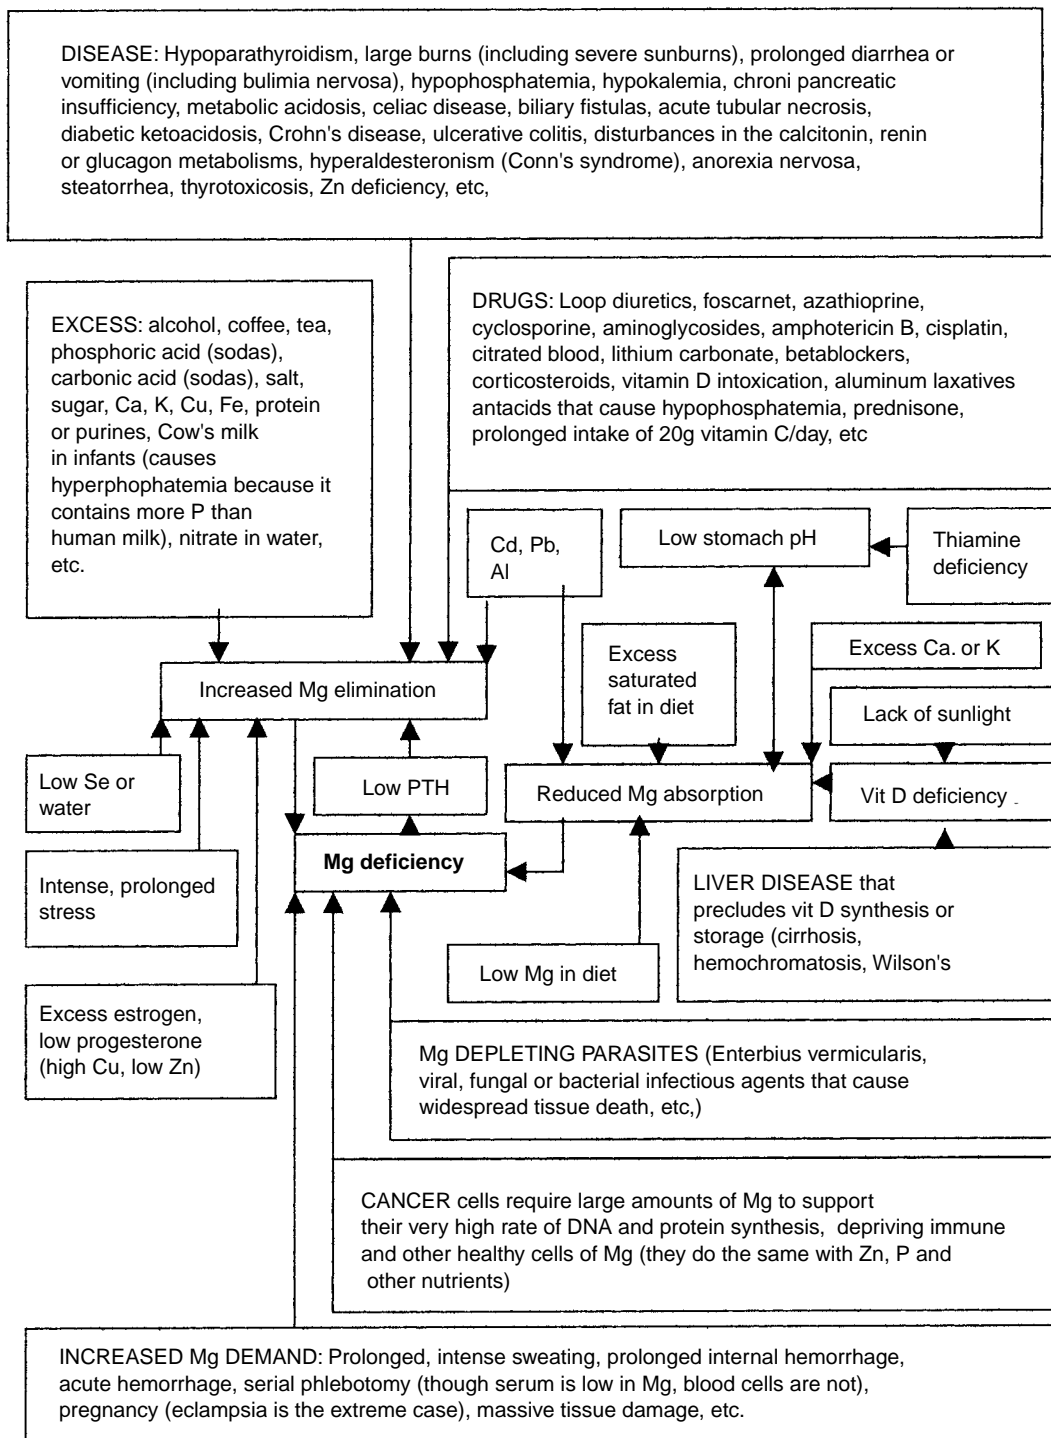 DISEASE: Hypoparathyroidism, large burns (including severe sunburns), prolonged diarrhea or
vomiting (including bulimia nervosa), hypophosphatemia, hypokalemia, chroni pancreatic
insufficiency, metabolic acidosis, celiac disease, biliary fistulas, acute tubular necrosis,
diabetic ketoacidosis, Crohn's disease, ulcerative colitis, disturbances in the calcitonin, renin
or glucagon metabolisms, hyperaldesteronism (Conn's syndrome), anorexia nervosa,
steatorrhea, thyrotoxicosis, Zn deficiency, etc,
EXCESS: alcohol, coffee, tea,
phosphoric acid (sodas),
carbonic acid (sodas), salt,
sugar, Ca, K, Cu, Fe, protein
or purines, Cow's milk
in infants (causes
hyperphophatemia because it
contains more P than
human milk), nitrate in water,
etc.
DRUGS: Loop diuretics, foscarnet, azathioprine,
cyclosporine, aminoglycosides, amphotericin B, cisplatin,
citrated blood, lithium carbonate, betablockers,
corticosteroids, vitamin D intoxication, aluminum laxatives
antacids that cause hypophosphatemia, prednisone,
prolonged intake of 20g vitamin C/day, etc
Cd, Pb,
Al
Low stomach pH
Thiamine
deficiency
Excess
saturated
fat in diet
Excess Ca. or K
Lack of sunlight
Increased Mg elimination
Low Se or
water
Low PTH
Reduced Mg absorption
Vit D deficiency
Mg deficiency
Intense, prolonged
stress
LIVER DISEASE that
precludes vit D synthesis or
storage (cirrhosis,
hemochromatosis, Wilson's
Low Mg in diet
Excess estrogen,
low progesterone
(high Cu, low Zn)
Mg DEPLETING PARASITES (Enterbius vermicularis,
viral, fungal or bacterial infectious agents that cause
widespread tissue death, etc,)
CANCER cells require large amounts of Mg to support
their very high rate of DNA and protein synthesis, depriving immune
and other healthy cells of Mg (they do the same with Zn, P and
other nutrients)
INCREASED Mg DEMAND: Prolonged, intense sweating, prolonged internal hemorrhage,
acute hemorrhage, serial phlebotomy (though serum is low in Mg, blood cells are not),
pregnancy (eclampsia is the extreme case), massive tissue damage, etc.